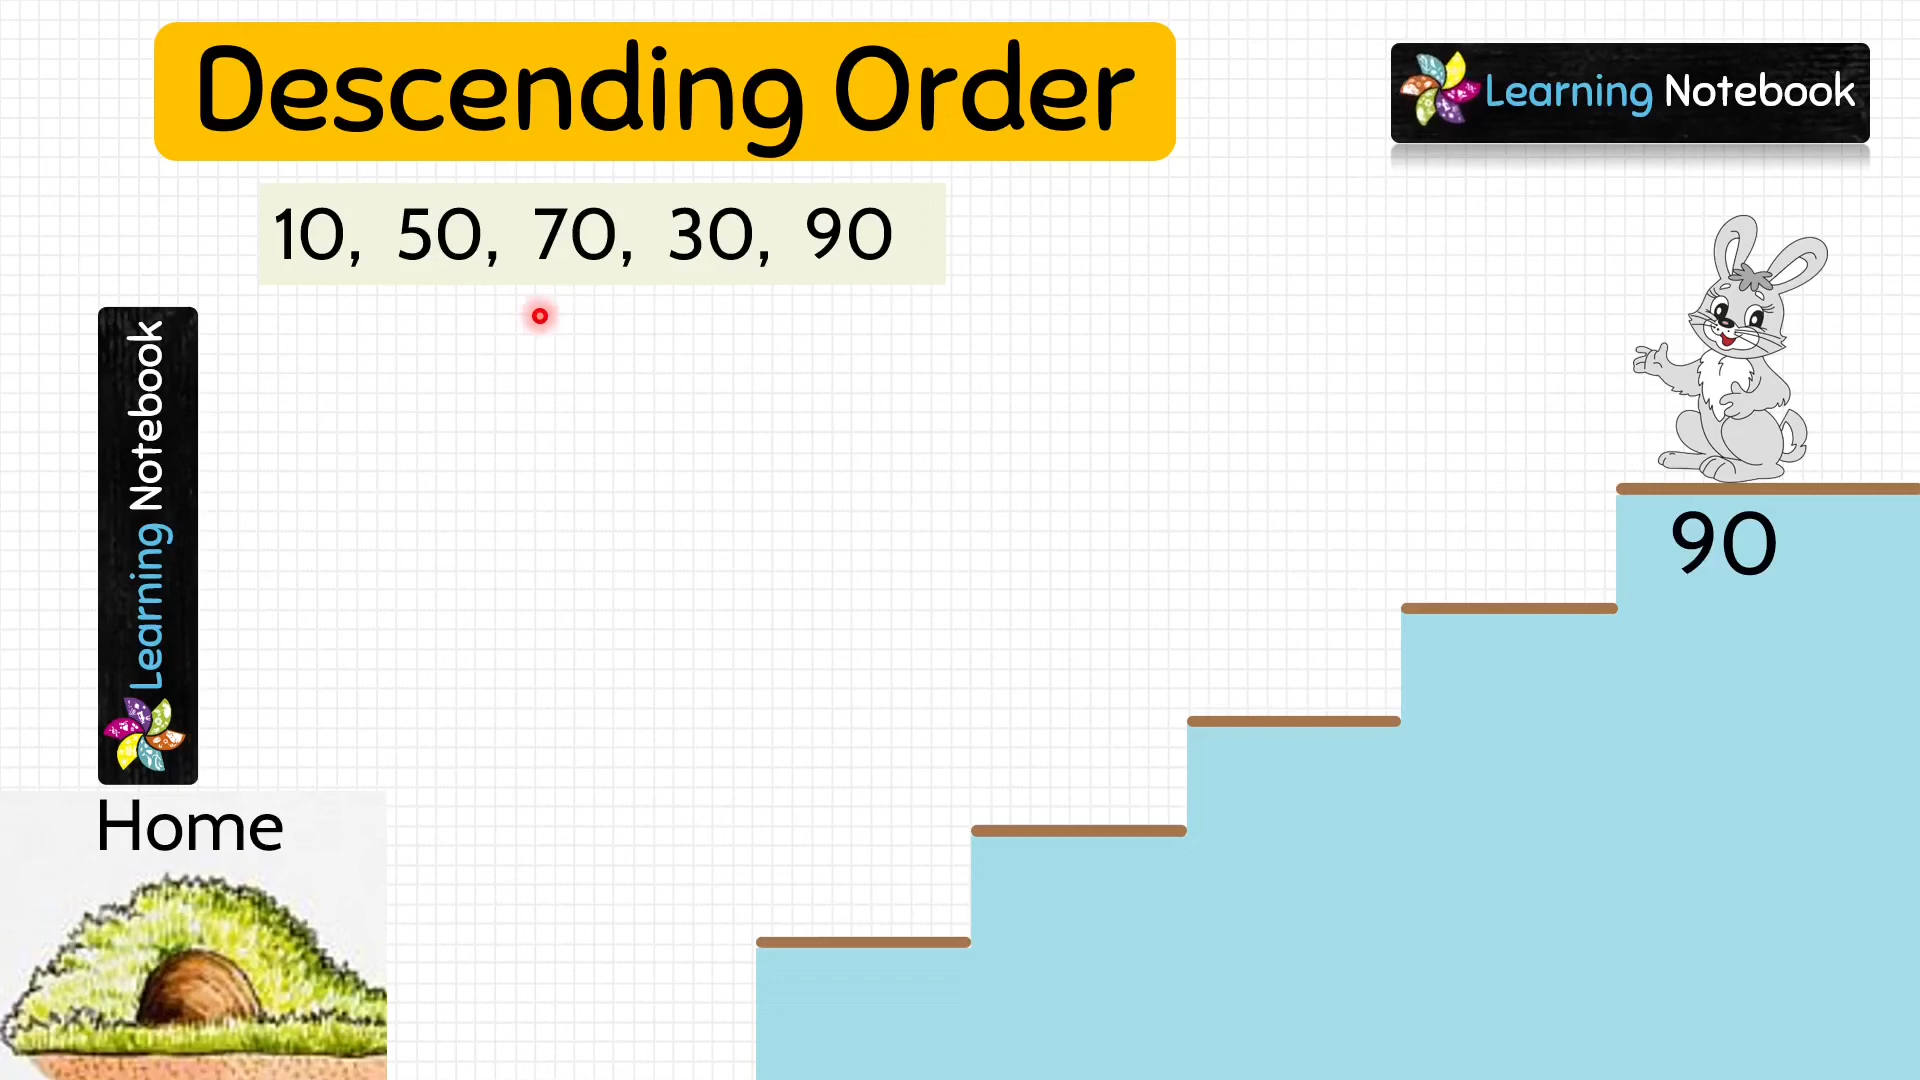 Descending Order
Learning Notebook
10, 50, 70, 30, 90
Learning Notebook
90
Home